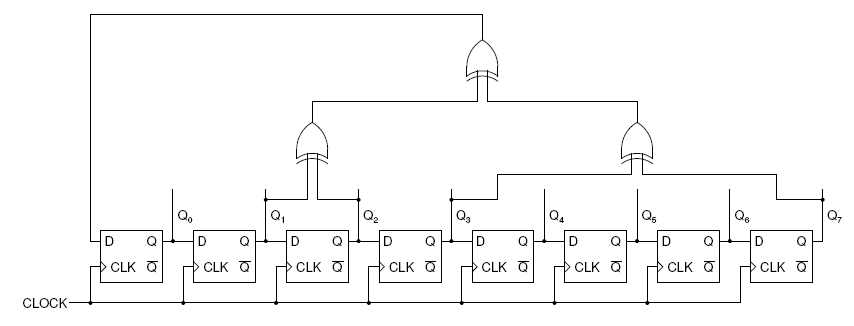 Q0 Q1 Q2 Q3 Q4 Q5 Q6 Q7
D Q D Q D Q D Q D Q D Q D Q D Q
CLK Q̅ CLK Q̅ CLK Q̅ CLK Q̅ CLK Q̅ CLK Q̅ CLK Q̅ CLK Q̅
CLOCK